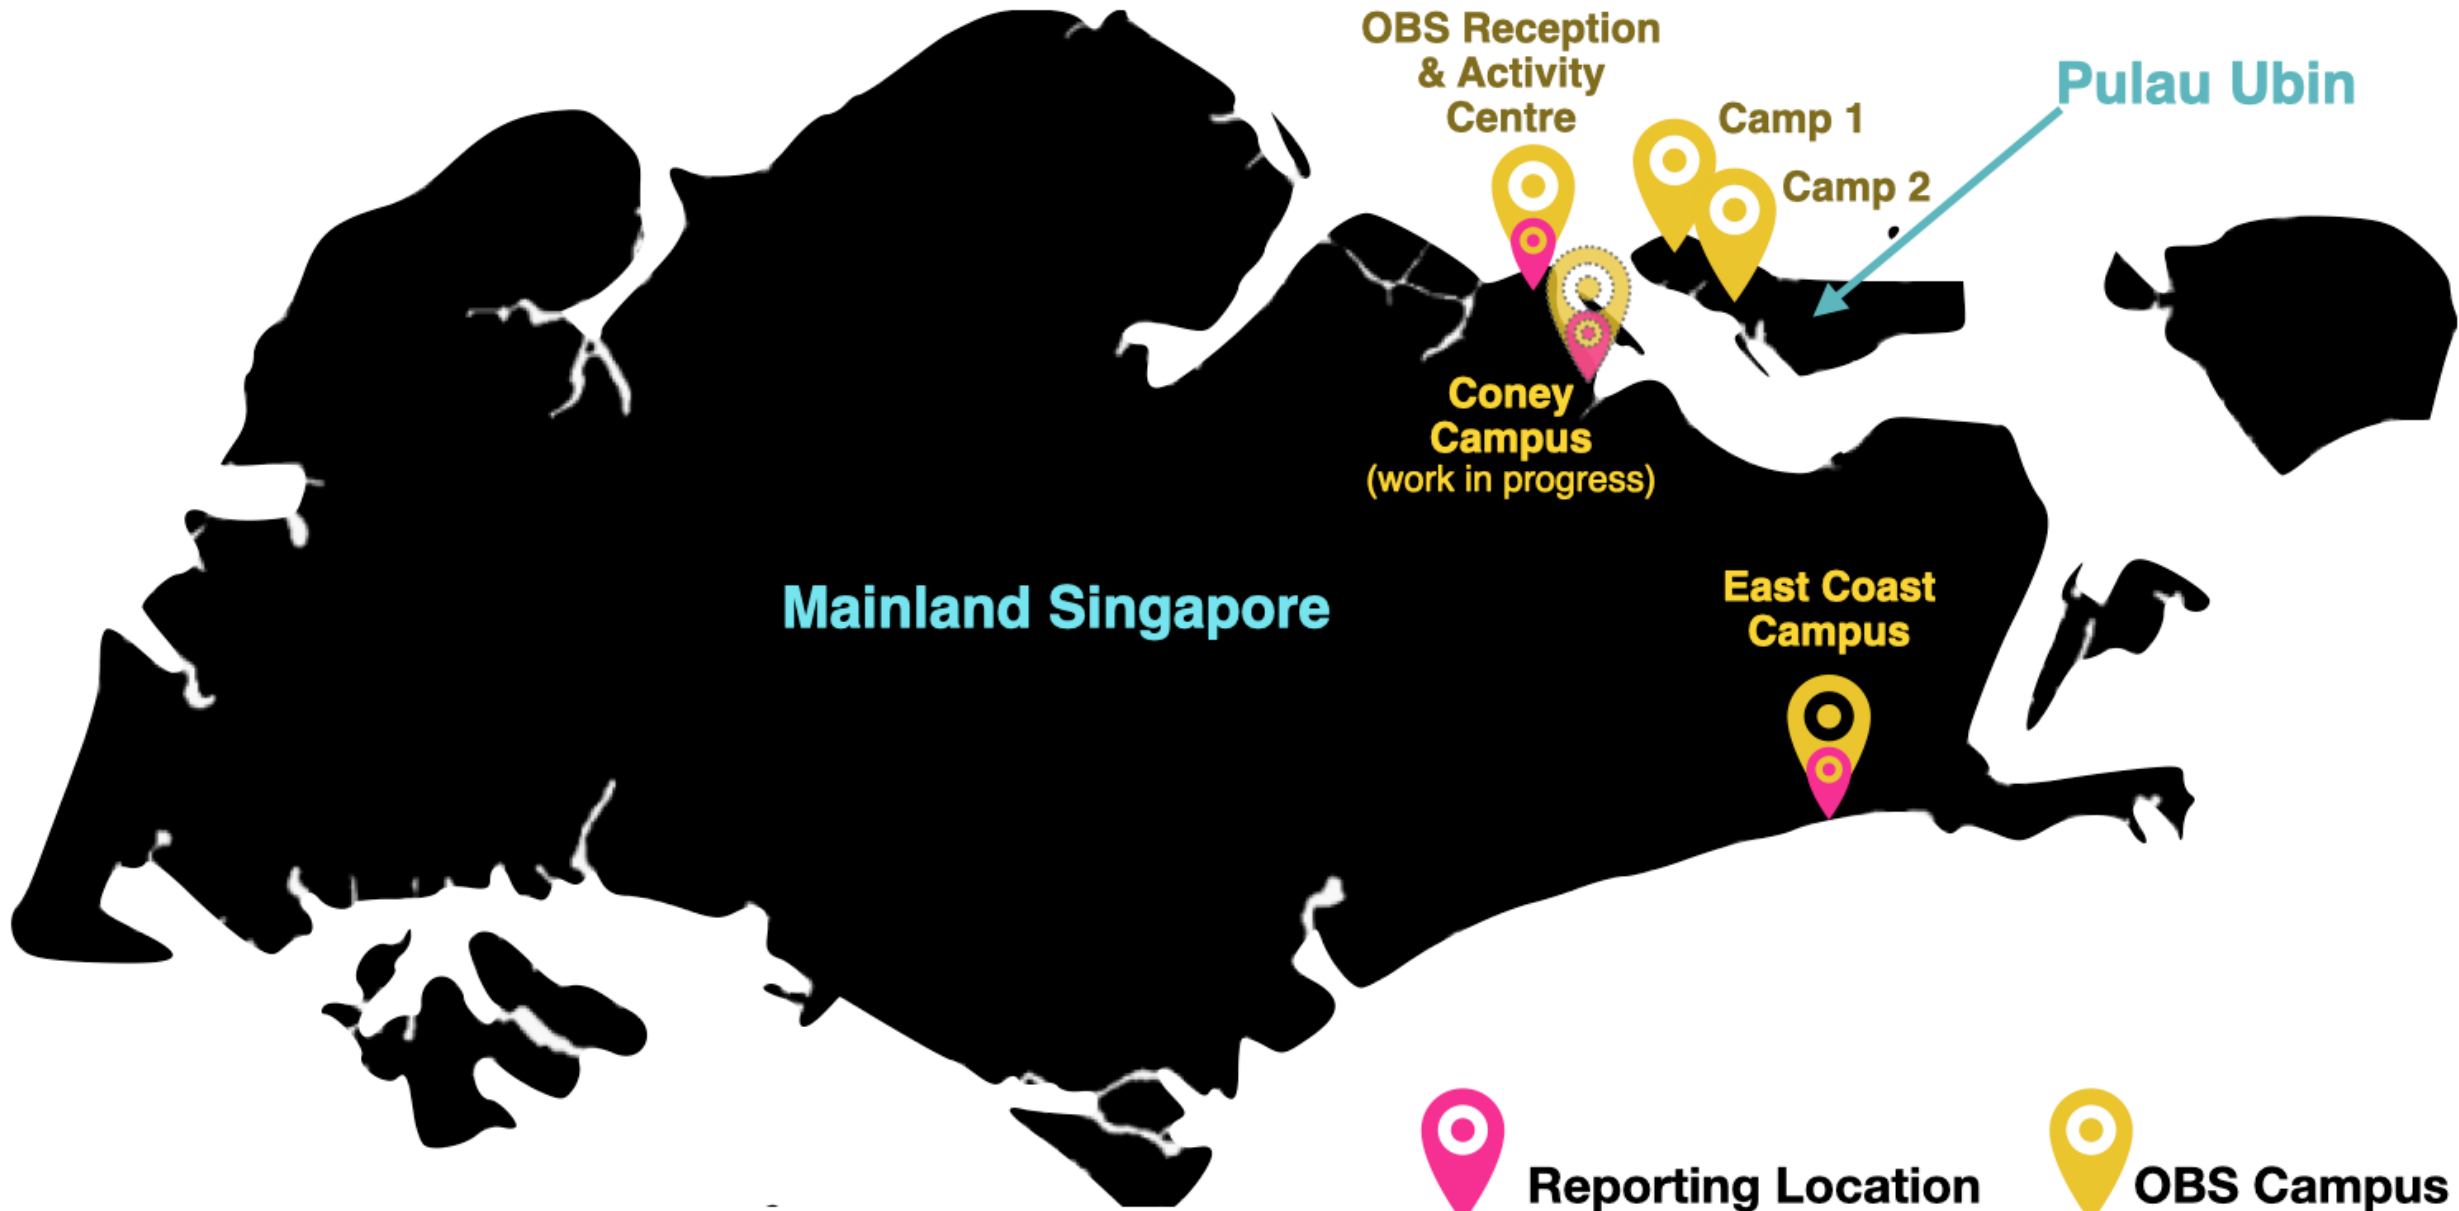 OBS Reception
& Activity
Centre
Pulau Ubin
Camp 1
Camp 2
Coney
Campus
(work in progress)
Mainland Singapore
East Coast
Campus
Reporting Location
OBS Campus